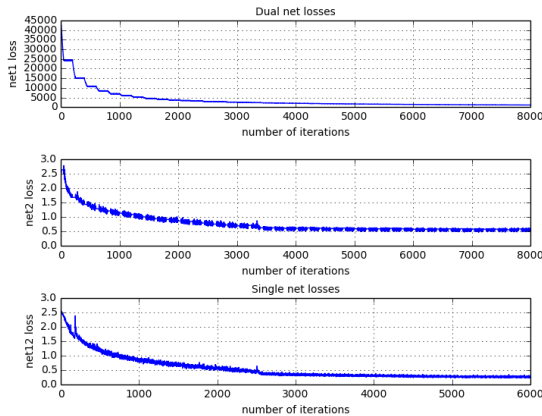 Dual net losses
net1 loss
45000
40000
35000
30000
25000
20000
15000
10000
5000
0
0 1000 2000 3000 4000 5000 6000 7000 8000
number of iterations
net2 loss
3.0
2.5
2.0
1.5
1.0
0.5
0.0
0 1000 2000 3000 4000 5000 6000 7000 8000
number of iterations
Single net losses
net12 loss
3.0
2.5
2.0
1.5
1.0
0.5
0.0
0 1000 2000 3000 4000 5000 6000
number of iterations